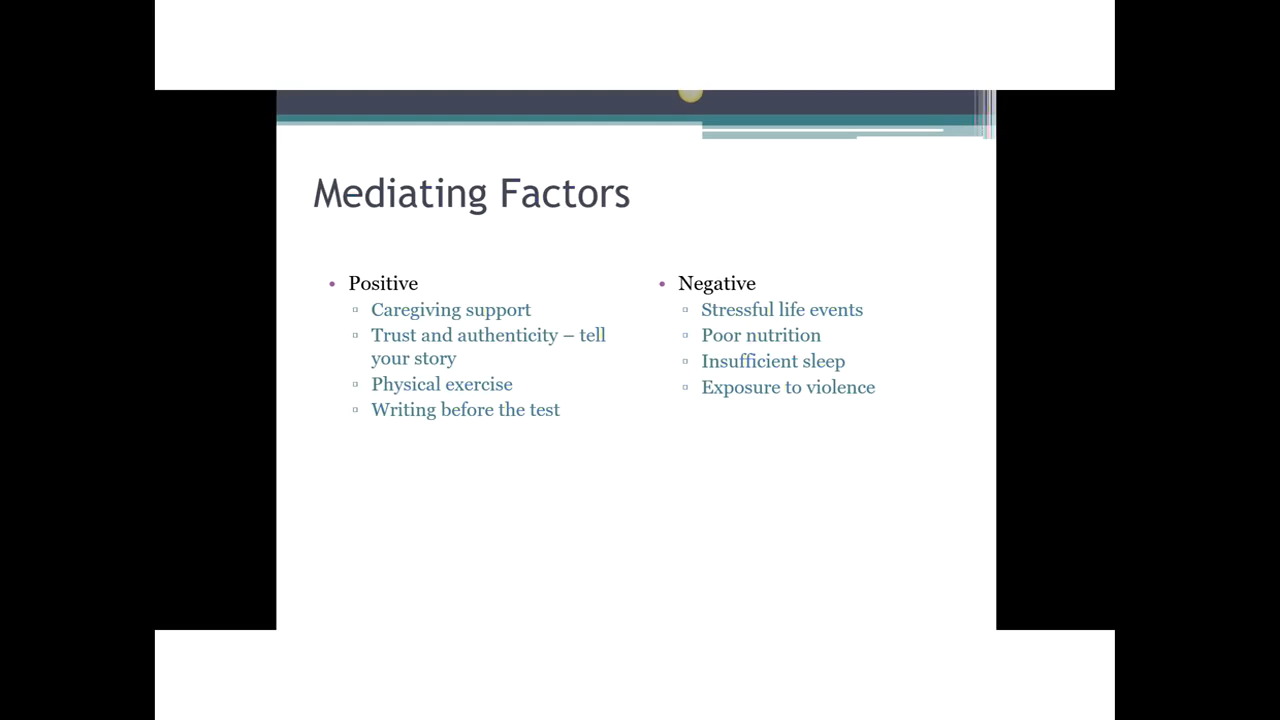 Mediating Factors
• Positive
▫ Caregiving support
▫ Trust and authenticity – tell
your story
▫ Physical exercise
▫ Writing before the test
• Negative
▫ Stressful life events
▫ Poor nutrition
▫ Insufficient sleep
▫ Exposure to violence